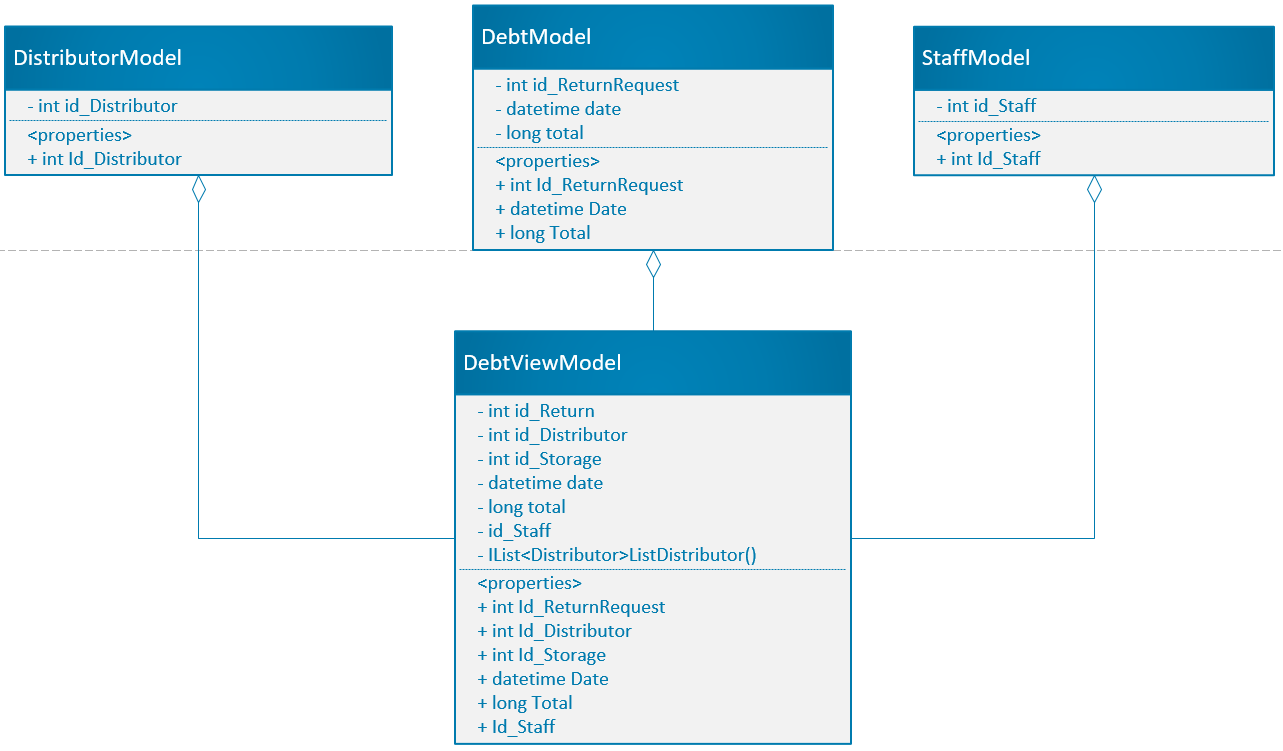 DistributorModel
- int id_Distributor
<properties>
+ int Id_Distributor
DebtModel
- int id_ReturnRequest
- datetime date
- long total
<properties>
+ int Id_ReturnRequest
+ datetime Date
+ long Total
StaffModel
- int id_Staff
<properties>
+ int Id_Staff
DebtViewModel
- int id_Return
- int id_Distributor
- int id_Storage
- datetime date
- long total
- id_Staff
- IList<Distributor>ListDistributor()
<properties>
+ int Id_ReturnRequest
+ int Id_Distributor
+ int Id_Storage
+ datetime Date
+ long Total
+ Id_Staff